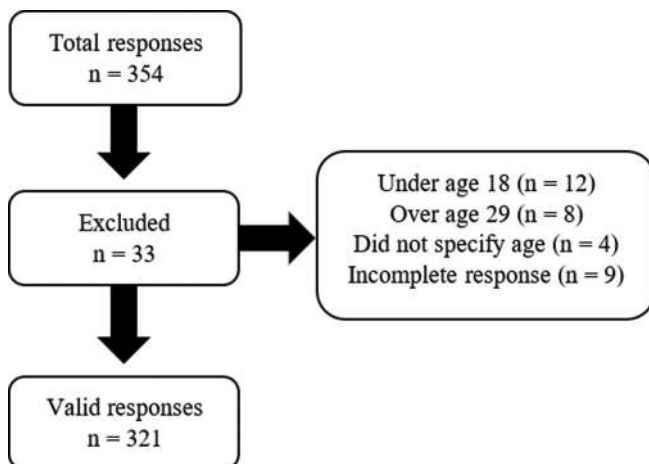 Total responses
n = 354
Excluded
n = 33
Under age 18 (n = 12)
Over age 29 (n = 8)
Did not specify age (n = 4)
Incomplete response (n = 9)
Valid responses
n = 321